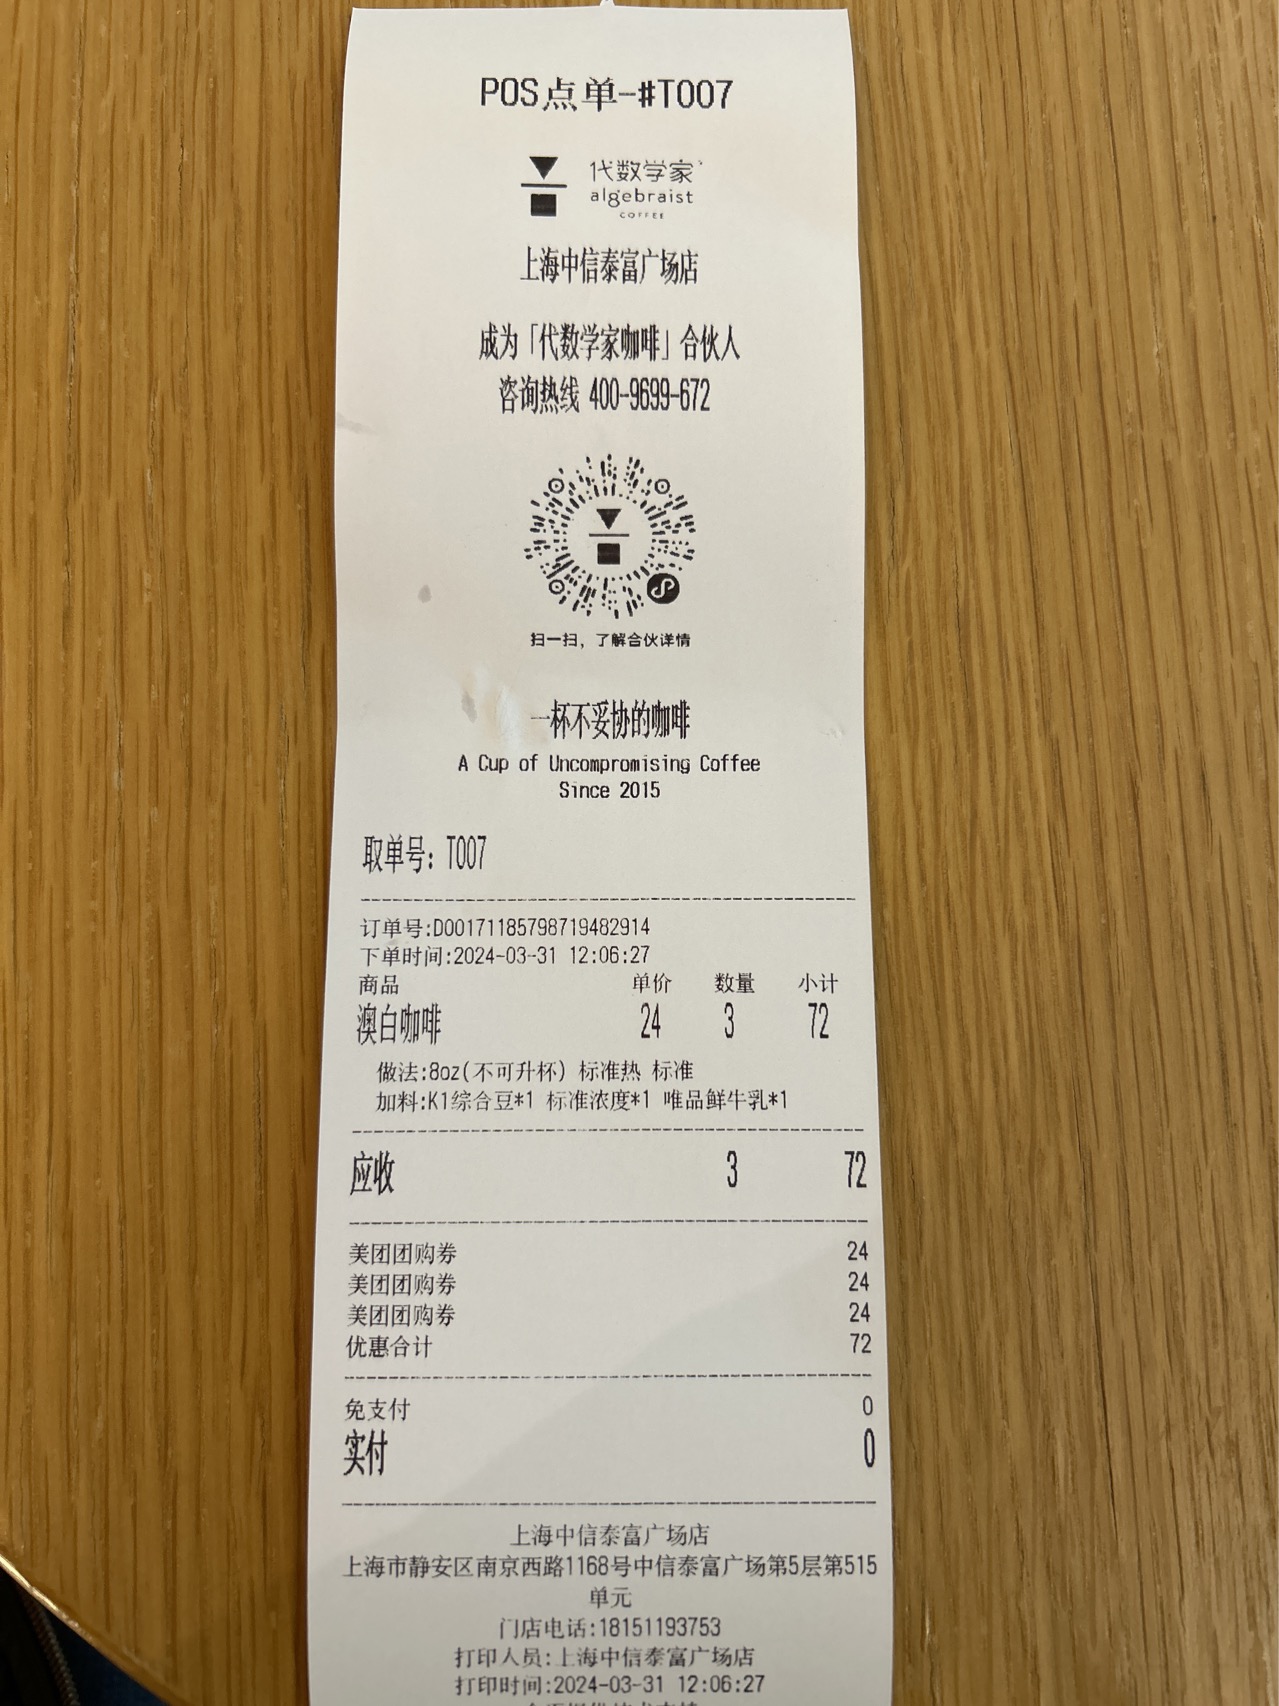 POS点单-#T007
代数学家
algebraist
COFFEE
上海中信泰富广场店
成为「代数学家咖啡」合伙人
咨询热线 400-9699-672
扫一扫，了解合伙详情
一杯不妥协的咖啡
A Cup of Uncompromising Coffee
Since 2015
取单号: T007
订单号:D001711857987194829​14
下单时间:2024-03-31 12:06:27
商品 单价 数量 小计
澳白咖啡 24 3 72
做法:8oz(不可升杯) 标准热 标准
加料:K1综合豆*1 标准浓度*1 唯品鲜牛乳*1
应收 3 72
美团团购券 24
美团团购券 24
美团团购券 24
优惠合计 72
免支付 0
实付 0
上海中信泰富广场店
上海市静安区南京西路1168号中信泰富广场第5层第515
单元
门店电话:18151193753
打印人员:上海中信泰富广场店
打印时间:2024-03-31 12:06:27